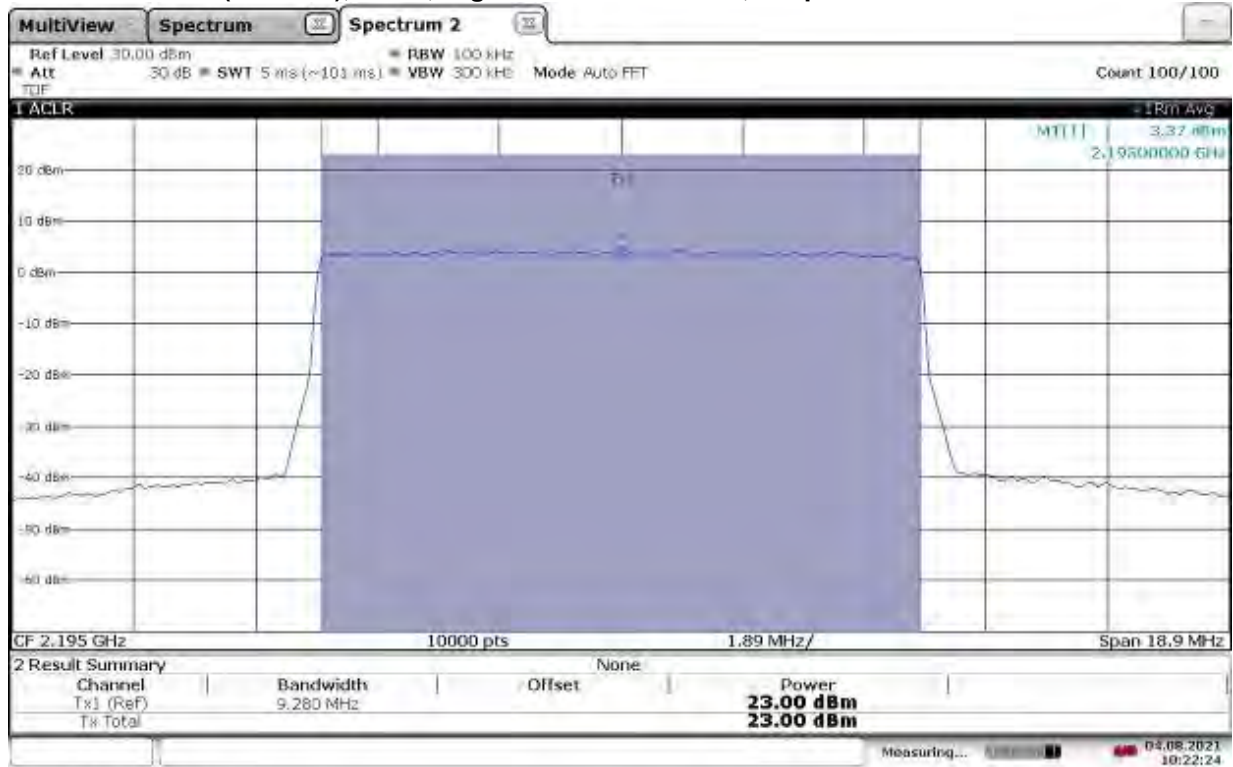 MultiView Spectrum Spectrum 2
Ref Level 30.00 dBm RBW 100 kHz
Att 30 dB SWT 5 ms (~101 ms) VBW 300 kHz Mode Auto FFT Count 100/100
TDF
1 ACLR 1Rm Avg
M1[1] 3.37 dBm
2.19500000 GHz
20 dBm
Tx1
10 dBm
0 dBm
-10 dBm
-20 dBm
-30 dBm
-40 dBm
-50 dBm
-60 dBm
CF 2.195 GHz 10000 pts 1.89 MHz/ Span 18.9 MHz
2 Result Summary None
Channel Bandwidth Offset Power
Tx1 (Ref) 9.280 MHz 23.00 dBm
Tx Total 23.00 dBm
Measuring... 04.08.2021
10:22:24